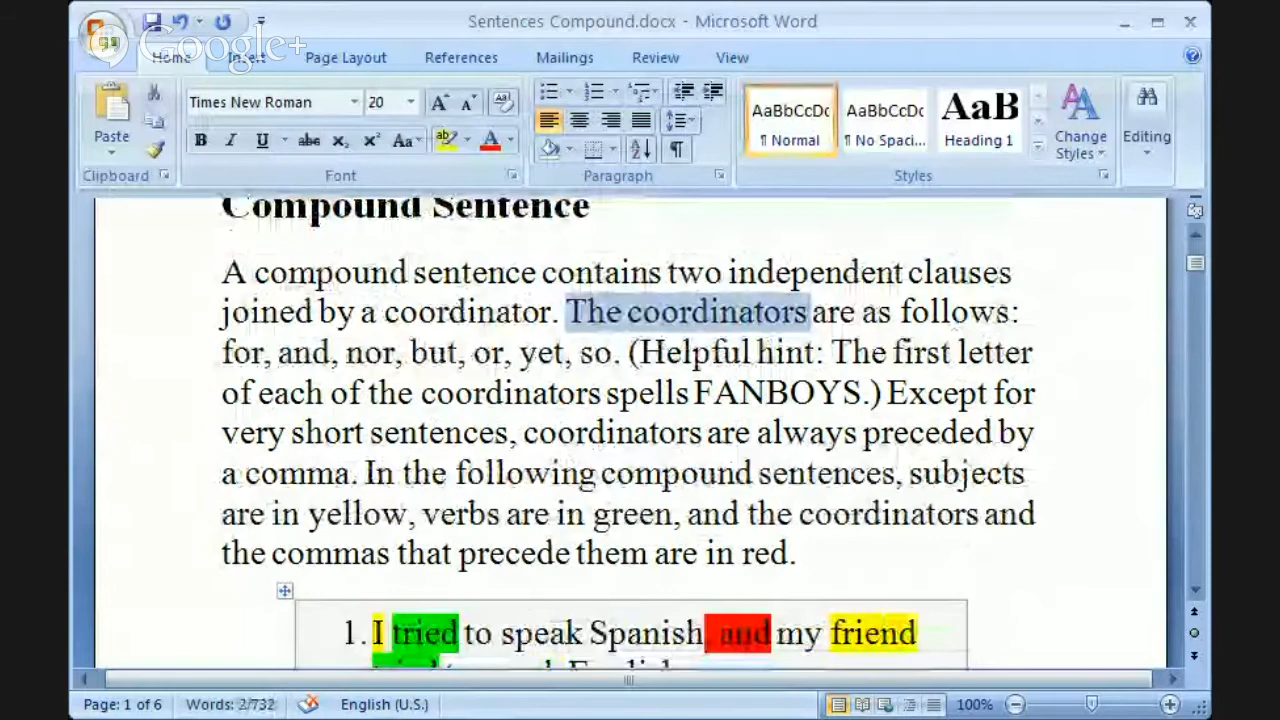 Sentences Compound.docx - Microsoft Word
Google+
Home Insert Page Layout References Mailings Review View
Times New Roman 20
Paste
B I U abc X₂ X² Aa ab A
AaBbCcDc AaBbCcDc AaB
¶ Normal ¶ No Spaci... Heading 1
Change Styles
Editing
Clipboard Font Paragraph Styles
Compound Sentence
A compound sentence contains two independent clauses
joined by a coordinator. The coordinators are as follows:
for, and, nor, but, or, yet, so. (Helpful hint: The first letter
of each of the coordinators spells FANBOYS.) Except for
very short sentences, coordinators are always preceded by
a comma. In the following compound sentences, subjects
are in yellow, verbs are in green, and the coordinators and
the commas that precede them are in red.
1. I tried to speak Spanish, and my friend
Page: 1 of 6 Words: 2/732 English (U.S.) 100%